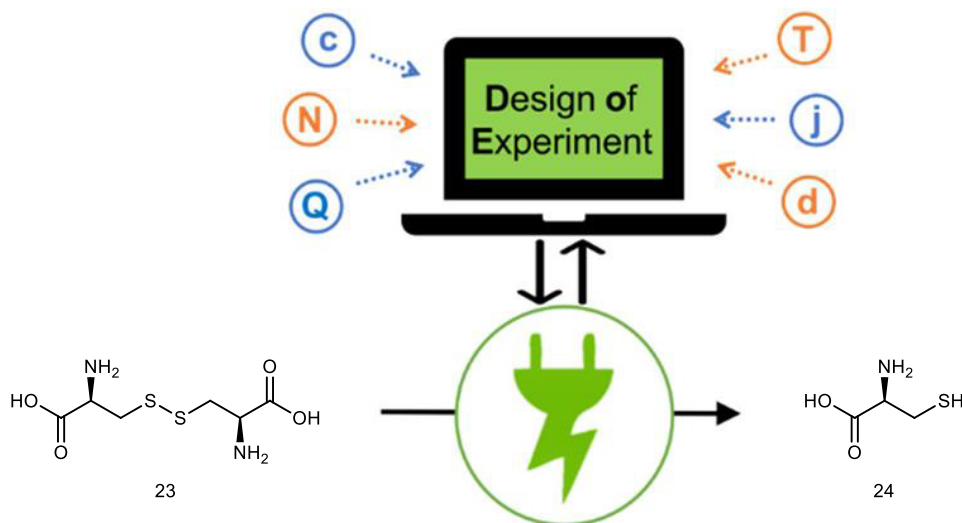 c
T
Design of
Experiment
N
j
Q
d
NH₂
HO
O
S
S
O
OH
NH₂
23
NH₂
HO
SH
O
24